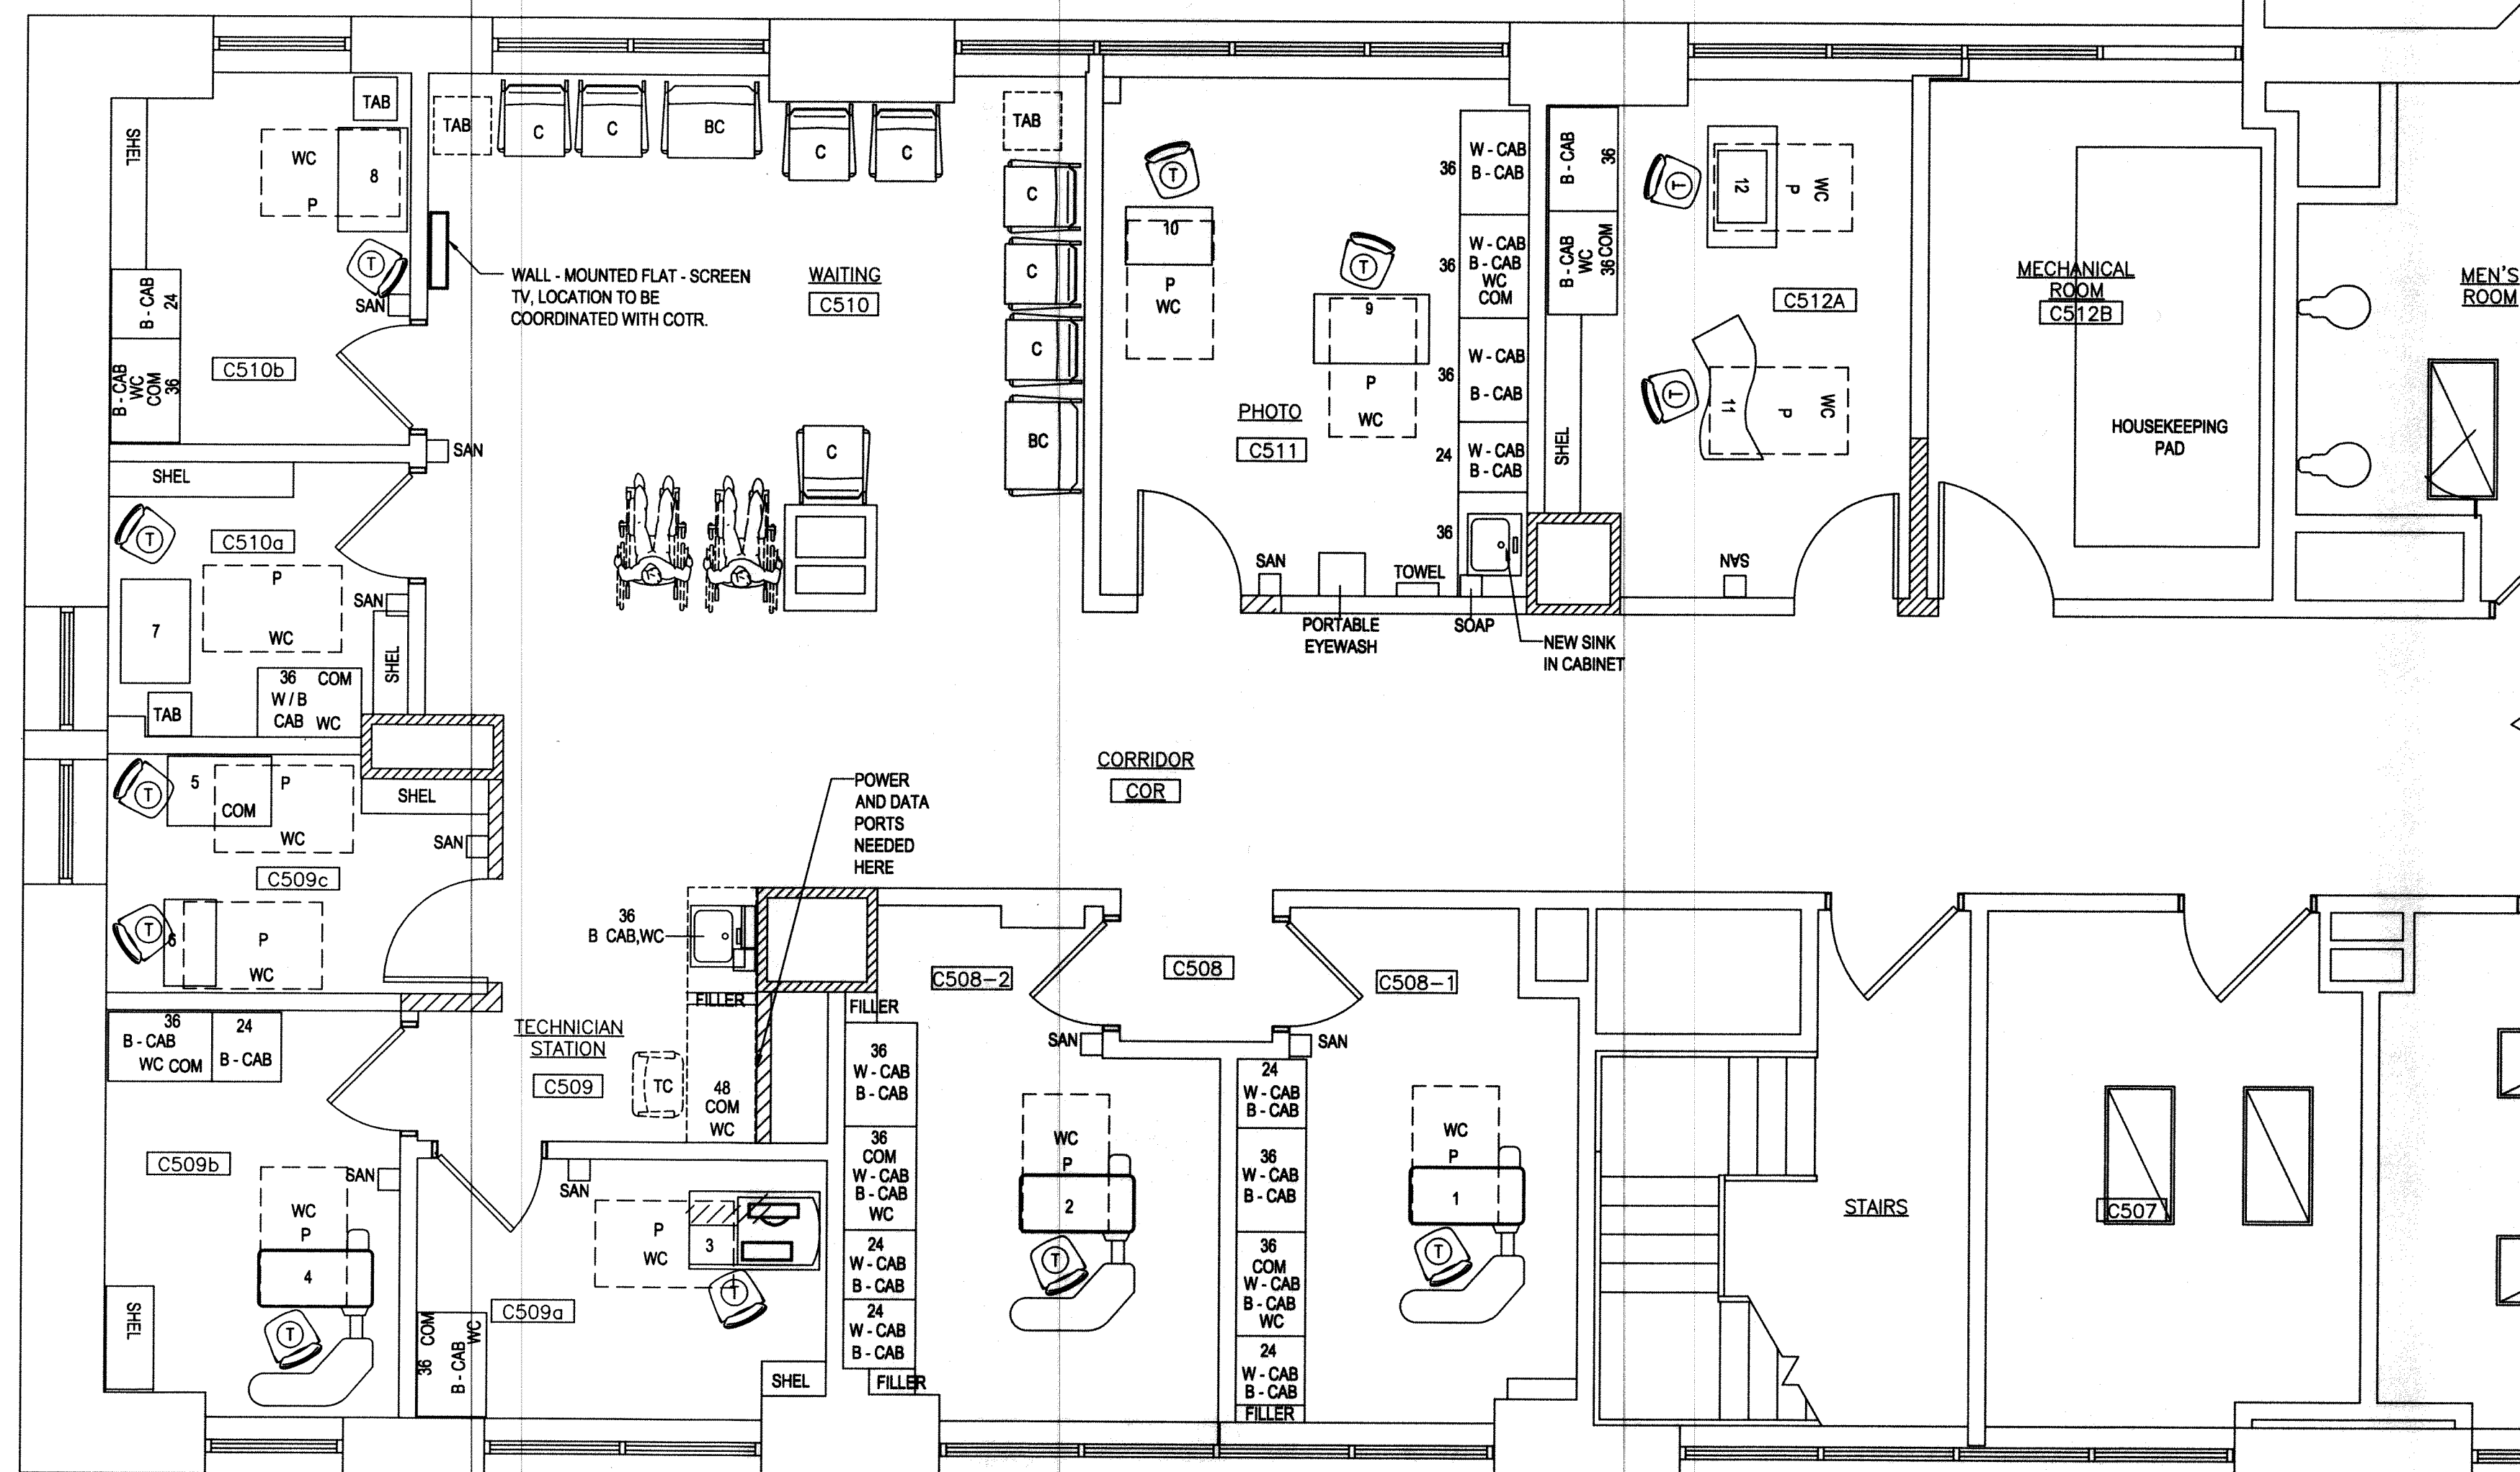 TAB
SHEL
WC
8
P
T
SAN
B - CAB
24
B - CAB
WC
COM
36
C510b
TAB
C
C
BC
C
C
TAB
C
C
C
BC
C
WALL - MOUNTED FLAT - SCREEN
TV, LOCATION TO BE
COORDINATED WITH COTR.
WAITING
C510
SAN
T
10
P
WC
T
9
P
WC
PHOTO
C511
36
W - CAB
B - CAB
36
W - CAB
B - CAB
WC
COM
36
W - CAB
B - CAB
24
W - CAB
B - CAB
36
SAN
TOWEL
PORTABLE
EYEWASH
SOAP
NEW SINK
IN CABINET
B - CAB
36
B - CAB
WC
36 COM
SHEL
T
12
P
WC
C512A
T
11
P
WC
SAN
MECHANICAL
ROOM
C512B
HOUSEKEEPING
PAD
MEN'S
ROOM
SHEL
T
C510a
P
WC
SAN
7
SHEL
TAB
36 COM
W / B
CAB WC
T
5
COM
P
WC
SHEL
SAN
C509c
T
6
P
WC
CORRIDOR
COR
POWER
AND DATA
PORTS
NEEDED
HERE
36
B CAB,WC
FILLER
TECHNICIAN
STATION
C509
TC
48
COM
WC
36
B - CAB
WC COM
24
B - CAB
C509b
SAN
WC
P
4
T
SHEL
SAN
P
WC
3
T
C509a
36 COM
B - CAB
WC
SHEL
FILLER
36
W - CAB
B - CAB
36
COM
W - CAB
B - CAB
WC
24
W - CAB
B - CAB
24
W - CAB
B - CAB
FILLER
C508-2
C508
C508-1
SAN
SAN
WC
P
2
T
24
W - CAB
B - CAB
36
W - CAB
B - CAB
36
COM
W - CAB
B - CAB
WC
24
W - CAB
B - CAB
FILLER
WC
P
1
T
STAIRS
C507